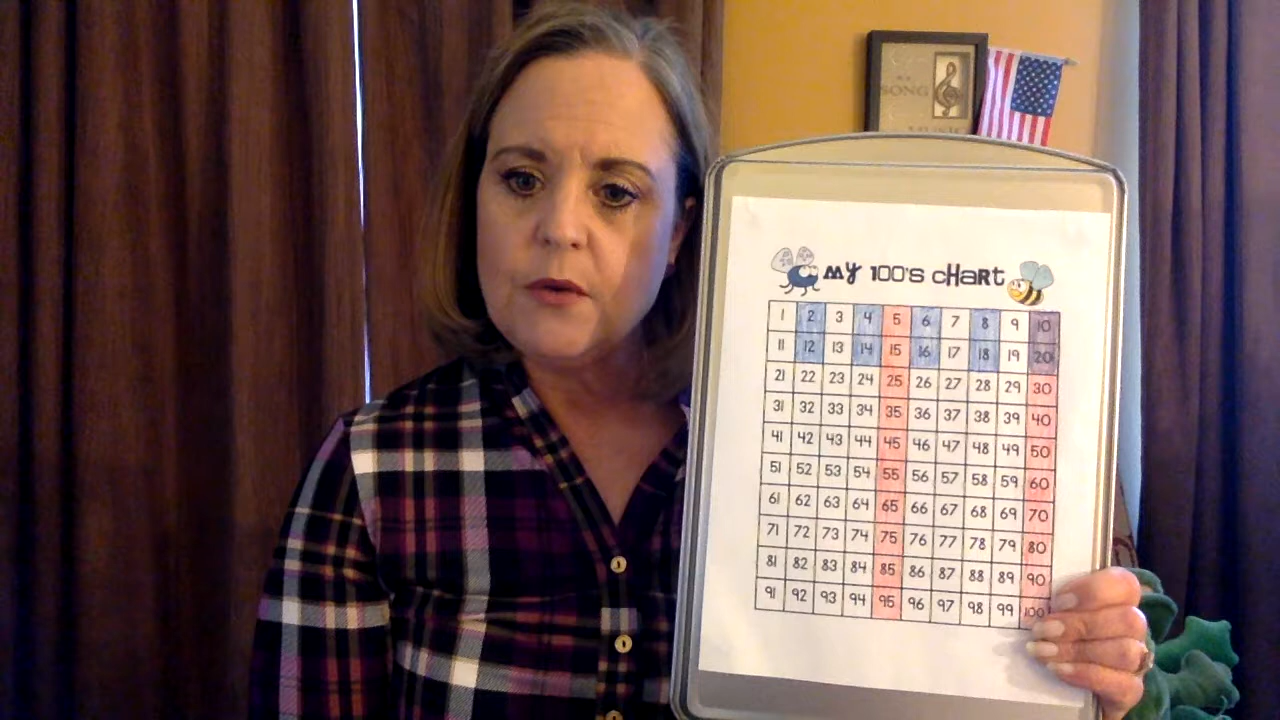 SONG
MUSIC
My 100's CHaRT
1 2 3 4 5 6 7 8 9 10
11 12 13 14 15 16 17 18 19 20
21 22 23 24 25 26 27 28 29 30
31 32 33 34 35 36 37 38 39 40
41 42 43 44 45 46 47 48 49 50
51 52 53 54 55 56 57 58 59 60
61 62 63 64 65 66 67 68 69 70
71 72 73 74 75 76 77 78 79 80
81 82 83 84 85 86 87 88 89 90
91 92 93 94 95 96 97 98 99 100